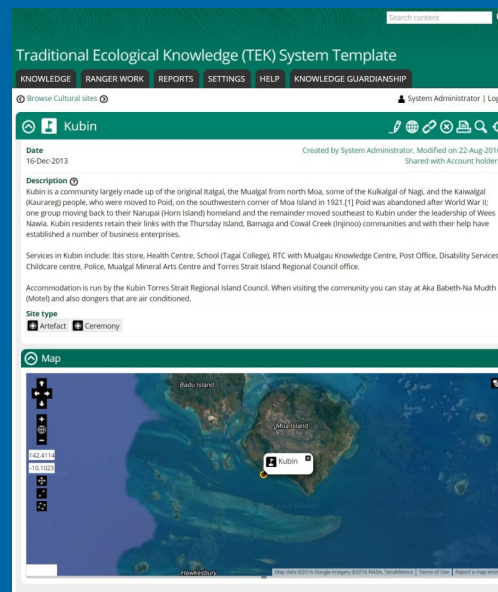 Search content
Traditional Ecological Knowledge (TEK) System Template
KNOWLEDGE RANGER WORK REPORTS SETTINGS HELP KNOWLEDGE GUARDIANSHIP
Browse Cultural sites
System Administrator | Log
Kubin
Date
16-Dec-2013
Created by System Administrator, Modified on 22-Aug-2016
Shared with Account holder
Description
Kubin is a community largely made up of the original Italgal, the Mualgal from north Moa, some of the Kulkalgal of Nagi, and the Kaiwalgal
(Kaurareg) people, who were moved to Poid, on the southwestern corner of Moa Island in 1921.[1] Poid was abandoned after World War II;
one group moving back to their Narupai (Horn Island) homeland and the remainder moved southeast to Kubin under the leadership of Wees
Nawia. Kubin residents retain their links with the Thursday Island, Bamaga and Cowal Creek (Injinoo) communities and with their help have
established a number of business enterprises.
Services in Kubin include: Ibis store, Health Centre, School (Tagai College), RTC with Mualgau Knowledge Centre, Post Office, Disability Services
Childcare centre, Police, Mualgal Mineral Arts Centre and Torres Strait Island Regional Council office.
Accommodation is run by the Kubin Torres Strait Regional Island Council. When visiting the community you can stay at Aka Babeth-Na Mudth
(Motel) and also dongers that are air conditioned.
Site type
Artefact Ceremony
Map
Badu Island
Moa Island
Kubin
142.4114
-10.1023
Hawkesbury
Map data ©2016 Google Imagery ©2016 NASA, TerraMetrics | Terms of Use | Report a map error